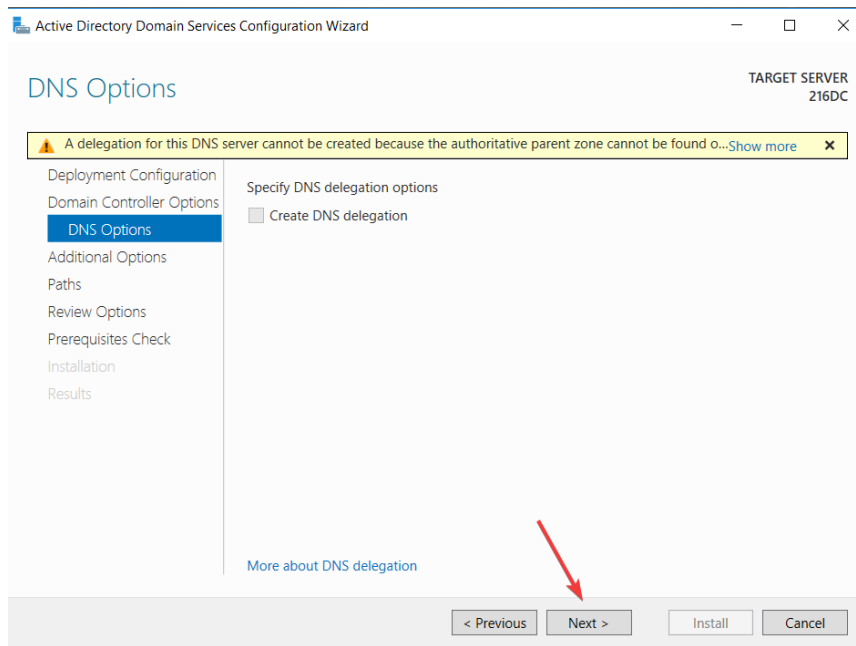 Active Directory Domain Services Configuration Wizard
DNS Options
TARGET SERVER
216DC
A delegation for this DNS server cannot be created because the authoritative parent zone cannot be found o...Show more
Deployment Configuration
Domain Controller Options
DNS Options
Additional Options
Paths
Review Options
Prerequisites Check
Installation
Results
Specify DNS delegation options
Create DNS delegation
More about DNS delegation
< Previous
Next >
Install
Cancel